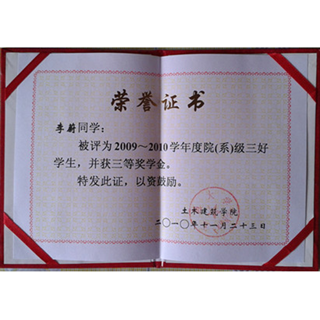 荣誉证书
李蔚同学：
被评为2009～2010学年度院(系)级三好
学生，并获三等奖学金。
特发此证，以资鼓励。
土木建筑学院
二〇一〇年十一月二十三日